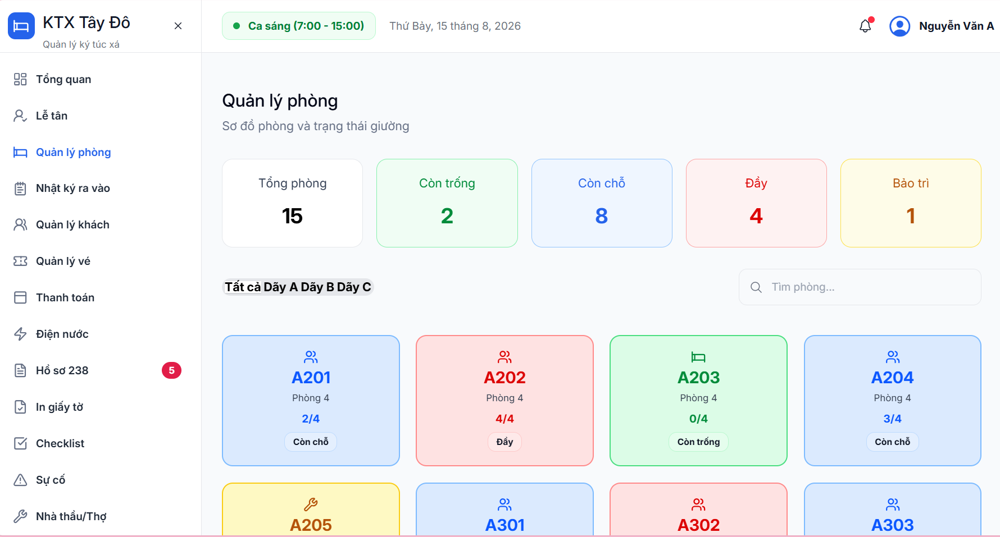 KTX Tây Đô
Quản lý ký túc xá
Tổng quan
Lễ tân
Quản lý phòng
Nhật ký ra vào
Quản lý khách
Quản lý vé
Thanh toán
Điện nước
Hồ sơ 238
5
In giấy tờ
Checklist
Sự cố
Nhà thầu/Thợ
Ca sáng (7:00 - 15:00)
Thứ Bảy, 15 tháng 8, 2026
Nguyễn Văn A
Quản lý phòng
Sơ đồ phòng và trạng thái giường
Tổng phòng
15
Còn trống
2
Còn chỗ
8
Đầy
4
Bảo trì
1
Tất cả Dãy A Dãy B Dãy C
Tìm phòng...
A201
Phòng 4
2/4
Còn chỗ
A202
Phòng 4
4/4
Đầy
A203
Phòng 4
0/4
Còn trống
A204
Phòng 4
3/4
Còn chỗ
A205
A301
A302
A303